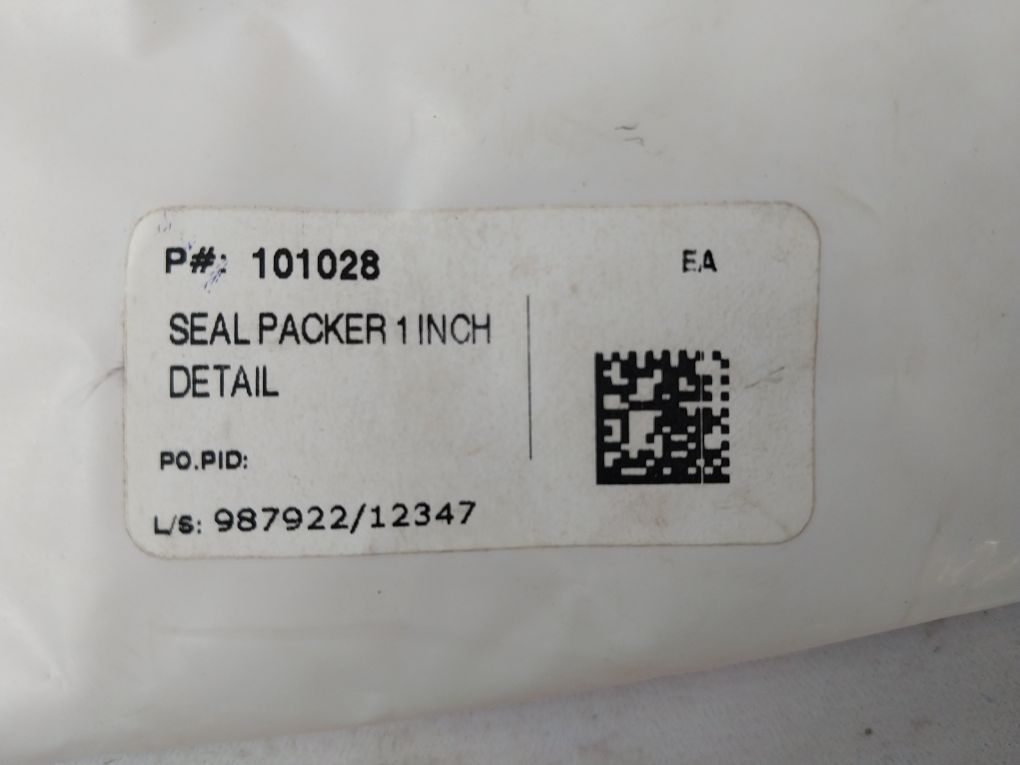 P#: 101028
EA
SEAL PACKER 1 INCH
DETAIL
PO.PID:
L/S: 987922/12347